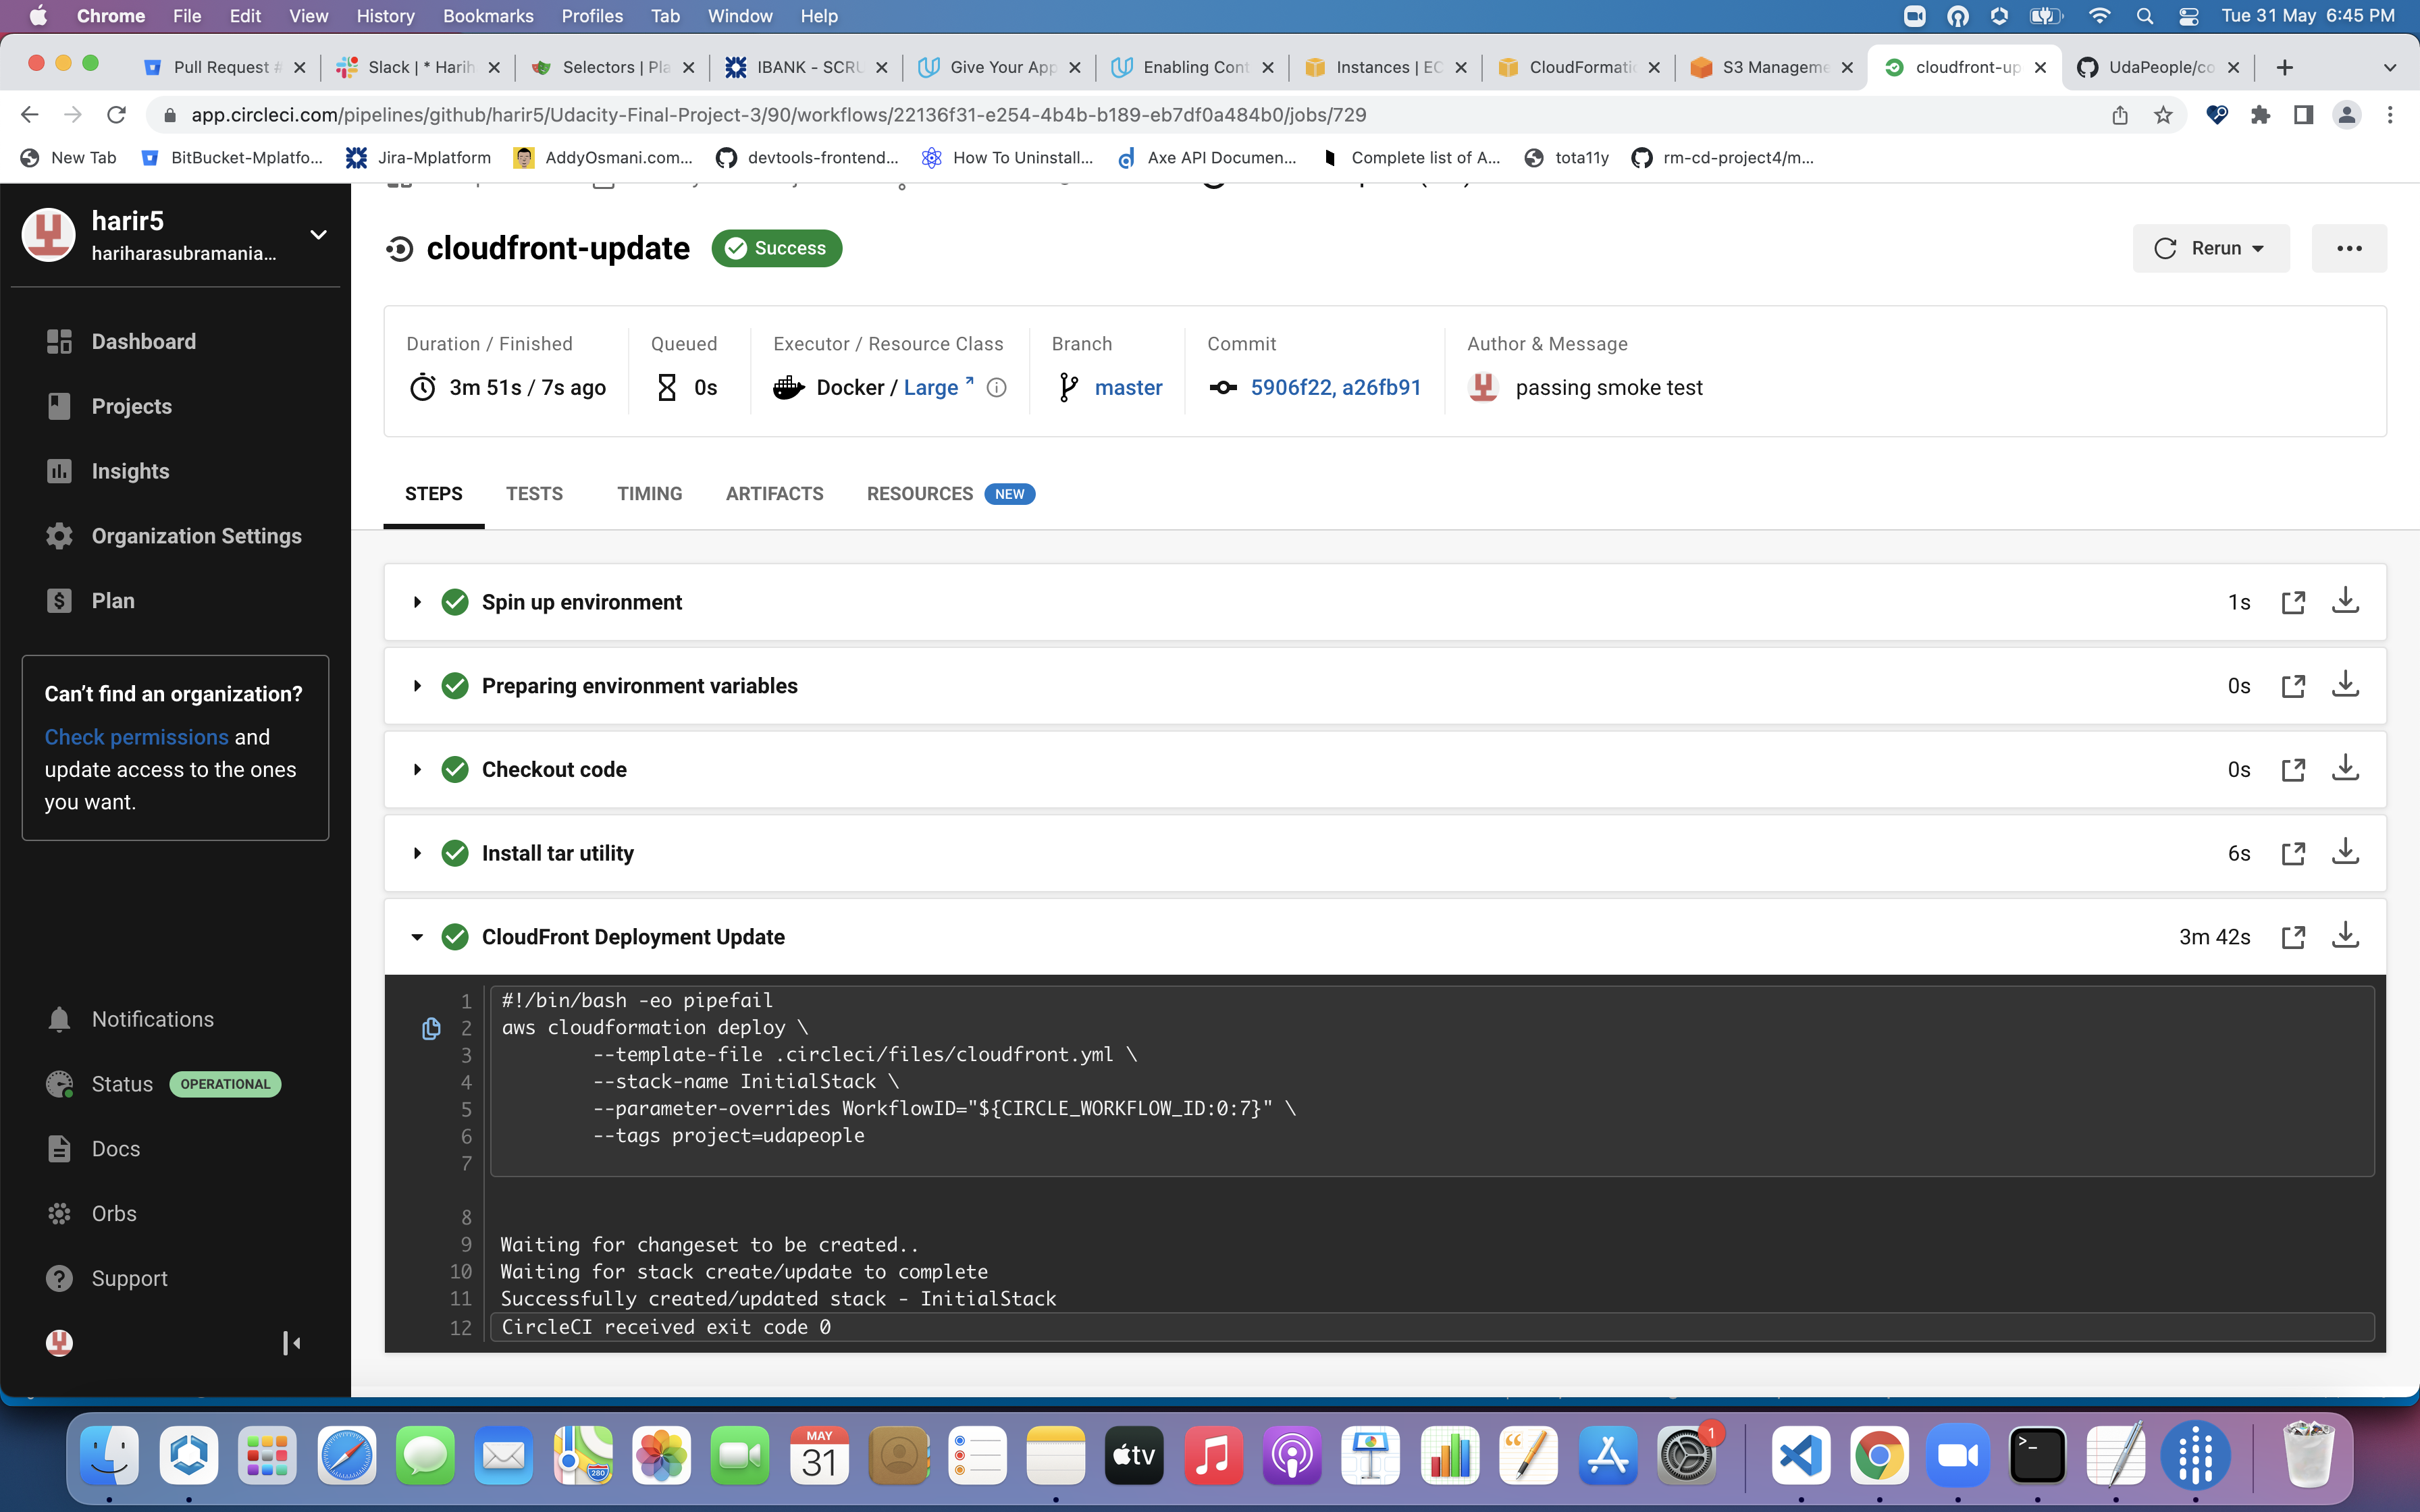 Chrome File Edit View History Bookmarks Profiles Tab Window Help Tue 31 May 6:45 PM
Pull Request # Slack | * Harih Selectors | Pla IBANK - SCRU Give Your App Enabling Cont Instances | EC CloudFormatio S3 Manageme cloudfront-up UdaPeople/co
app.circleci.com/pipelines/github/harir5/Udacity-Final-Project-3/90/workflows/22136f31-e254-4b4b-b189-eb7df0a484b0/jobs/729
New Tab BitBucket-Mplatfo... Jira-Mplatform AddyOsmani.com... devtools-frontend... How To Uninstall... Axe API Documen... Complete list of A... tota11y rm-cd-project4/m...
harir5
hariharasubramania...
Dashboard
Projects
Insights
Organization Settings
Plan
Can't find an organization?
Check permissions and
update access to the ones
you want.
Notifications
Status OPERATIONAL
Docs
Orbs
Support
cloudfront-update Success
Rerun
Duration / Finished Queued Executor / Resource Class Branch Commit Author & Message
3m 51s / 7s ago 0s Docker / Large master 5906f22, a26fb91 passing smoke test
STEPS TESTS TIMING ARTIFACTS RESOURCES NEW
Spin up environment 1s
Preparing environment variables 0s
Checkout code 0s
Install tar utility 6s
CloudFront Deployment Update 3m 42s
1 #!/bin/bash -eo pipefail
2 aws cloudformation deploy \
3 --template-file .circleci/files/cloudfront.yml \
4 --stack-name InitialStack \
5 --parameter-overrides WorkflowID="${CIRCLE_WORKFLOW_ID:0:7}" \
6 --tags project=udapeople
7
8
9 Waiting for changeset to be created..
10 Waiting for stack create/update to complete
11 Successfully created/updated stack - InitialStack
12 CircleCI received exit code 0
MAY
31
280
tv
1